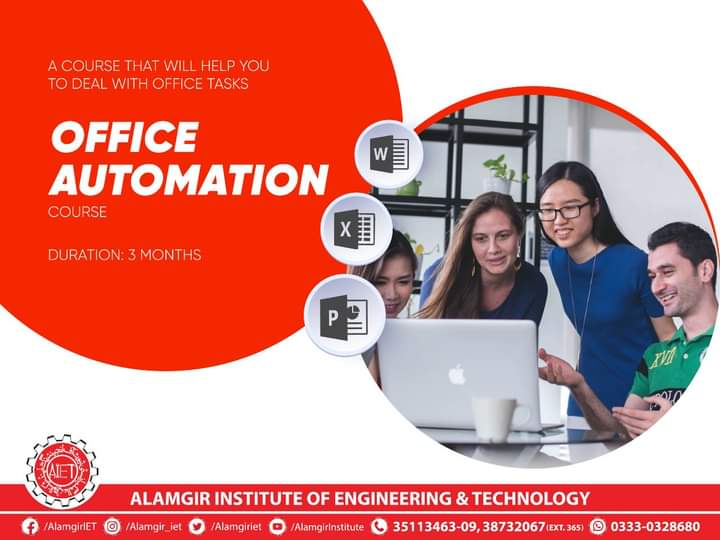 A COURSE THAT WILL HELP YOU
TO DEAL WITH OFFICE TASKS
OFFICE
AUTOMATION
COURSE
DURATION: 3 MONTHS
W
X
P
AIET
ALAMGIR INSTITUTE OF ENGINEERING & TECHNOLOGY
/AlamgirIET /Alamgir_iet /Alamgiriet /AlamgirInstitute 35113463-09, 38732067 (EXT. 365) 0333-0328680